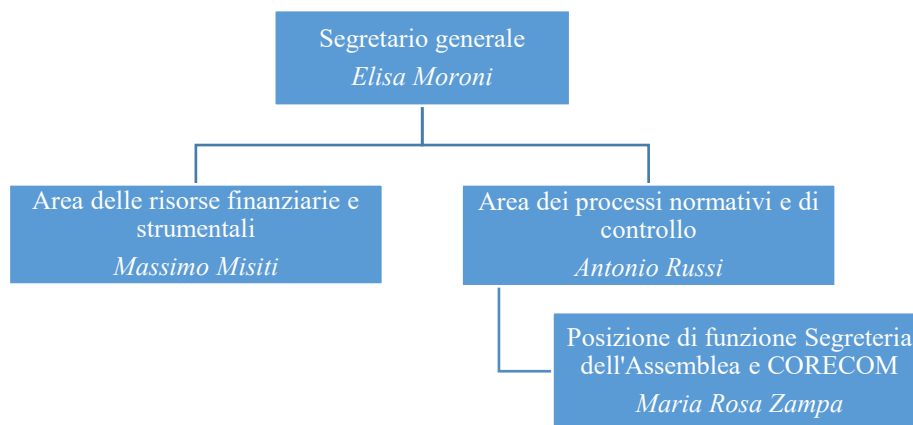 Segretario generale
Elisa Moroni
Area delle risorse finanziarie e
strumentali
Massimo Misiti
Area dei processi normativi e di
controllo
Antonio Russi
Posizione di funzione Segreteria
dell'Assemblea e CORECOM
Maria Rosa Zampa